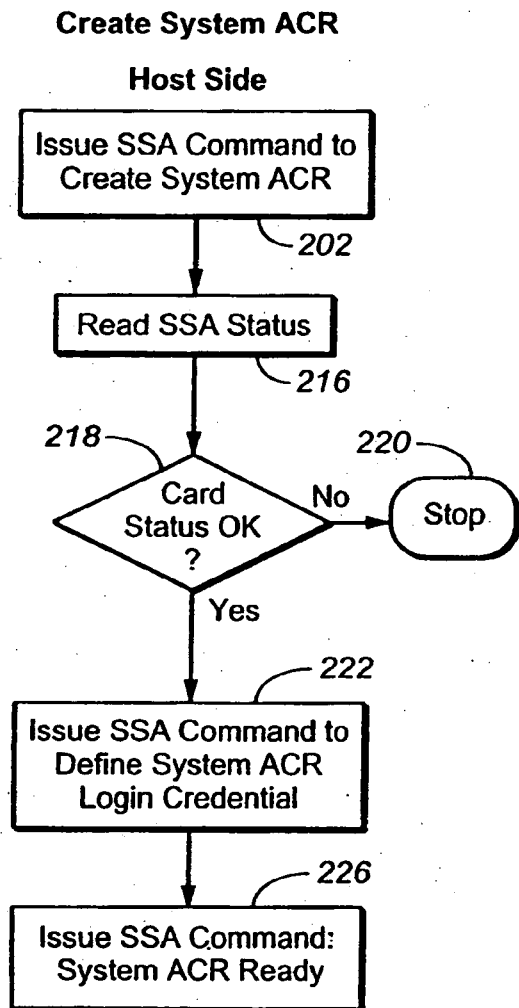 Create System ACR
Host Side
Issue SSA Command to
Create System ACR
202
Read SSA Status
216
218
Card
Status OK
?
No
220
Stop
Yes
222
Issue SSA Command to
Define System ACR
Login Credential
226
Issue SSA Command:
System ACR Ready